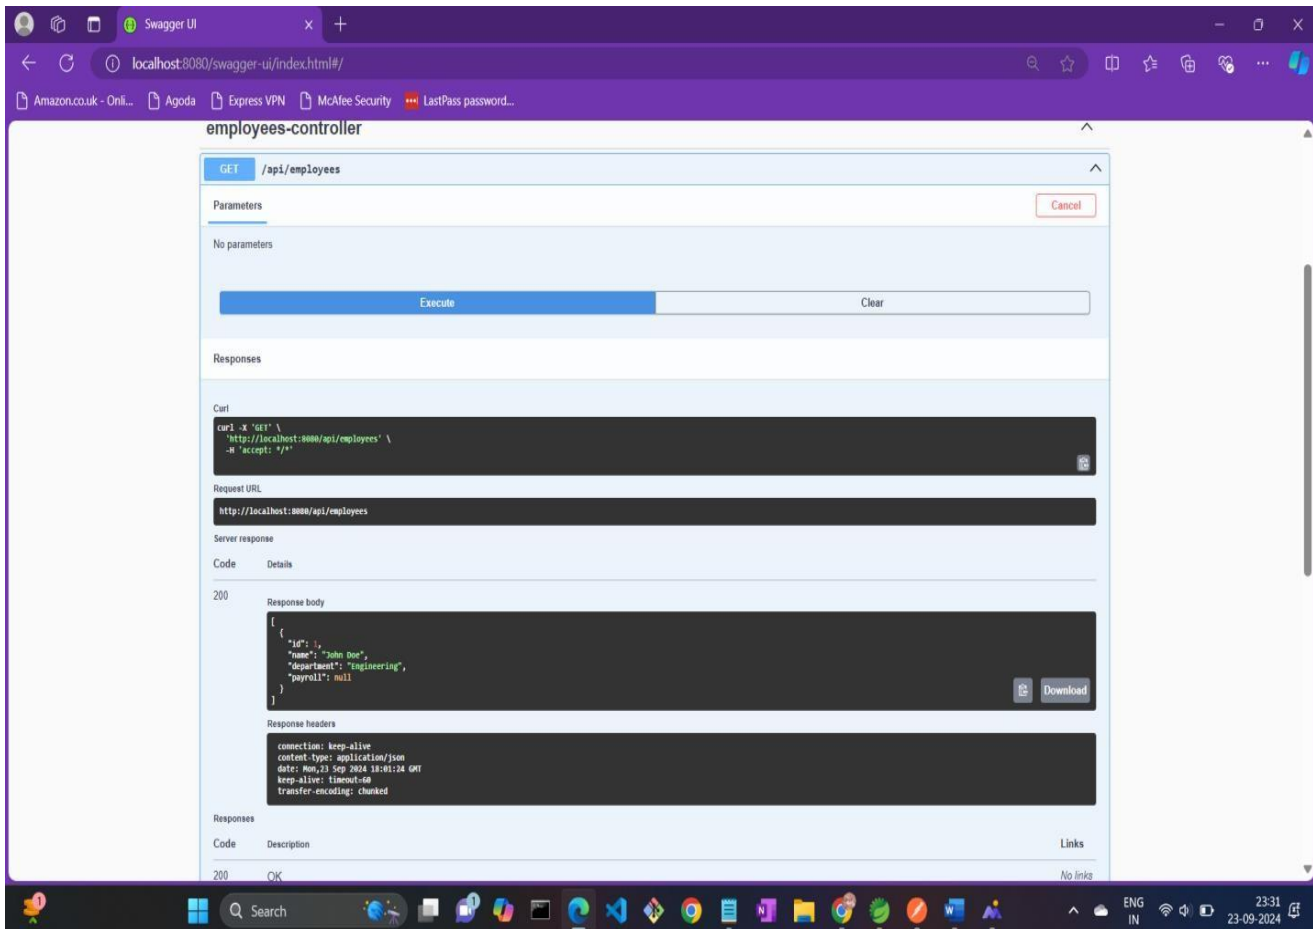 Swagger UI
localhost:8080/swagger-ui/index.html#/
Amazon.co.uk - Onli... Agoda Express VPN McAfee Security LastPass password...
employees-controller
GET /api/employees
Parameters Cancel
No parameters
Execute Clear
Responses
Curl
curl -X 'GET' \
'http://localhost:8080/api/employees' \
-H 'accept: */*'
Request URL
http://localhost:8080/api/employees
Server response
Code Details
200
Response body
[
{
"id": 1,
"name": "John Doe",
"department": "Engineering",
"payroll": null
}
]
Download
Response headers
connection: keep-alive
content-type: application/json
date: Mon,23 Sep 2024 18:01:24 GMT
keep-alive: timeout=60
transfer-encoding: chunked
Responses
Code Description Links
200 OK No links
1 Search 1 ENG 23:31
IN 23-09-2024